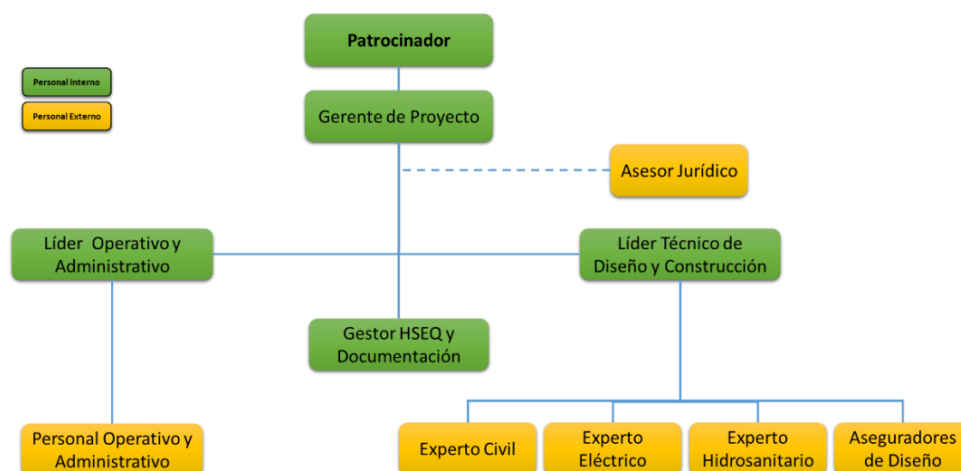 Patrocinador
Personal Interno
Personal Externo
Gerente de Proyecto
Asesor Jurídico
Líder Operativo y
Administrativo
Líder Técnico de
Diseño y Construcción
Gestor HSEQ y
Documentación
Personal Operativo y
Administrativo
Experto Civil
Experto
Eléctrico
Experto
Hidrosanitario
Aseguradores
de Diseño